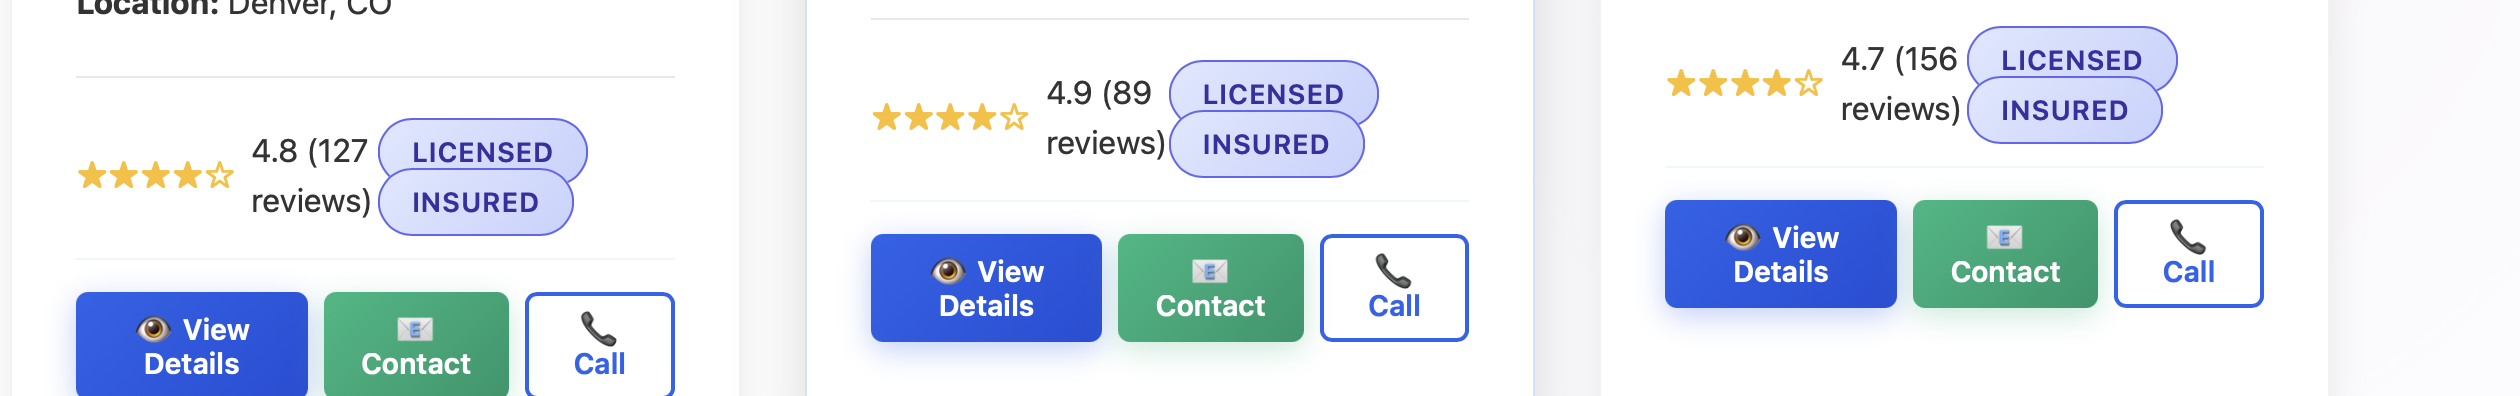 Location: Denver, CO
4.8 (127 reviews)
LICENSED
INSURED
View Details
Contact
Call
4.9 (89 reviews)
LICENSED
INSURED
View Details
Contact
Call
4.7 (156 reviews)
LICENSED
INSURED
View Details
Contact
Call